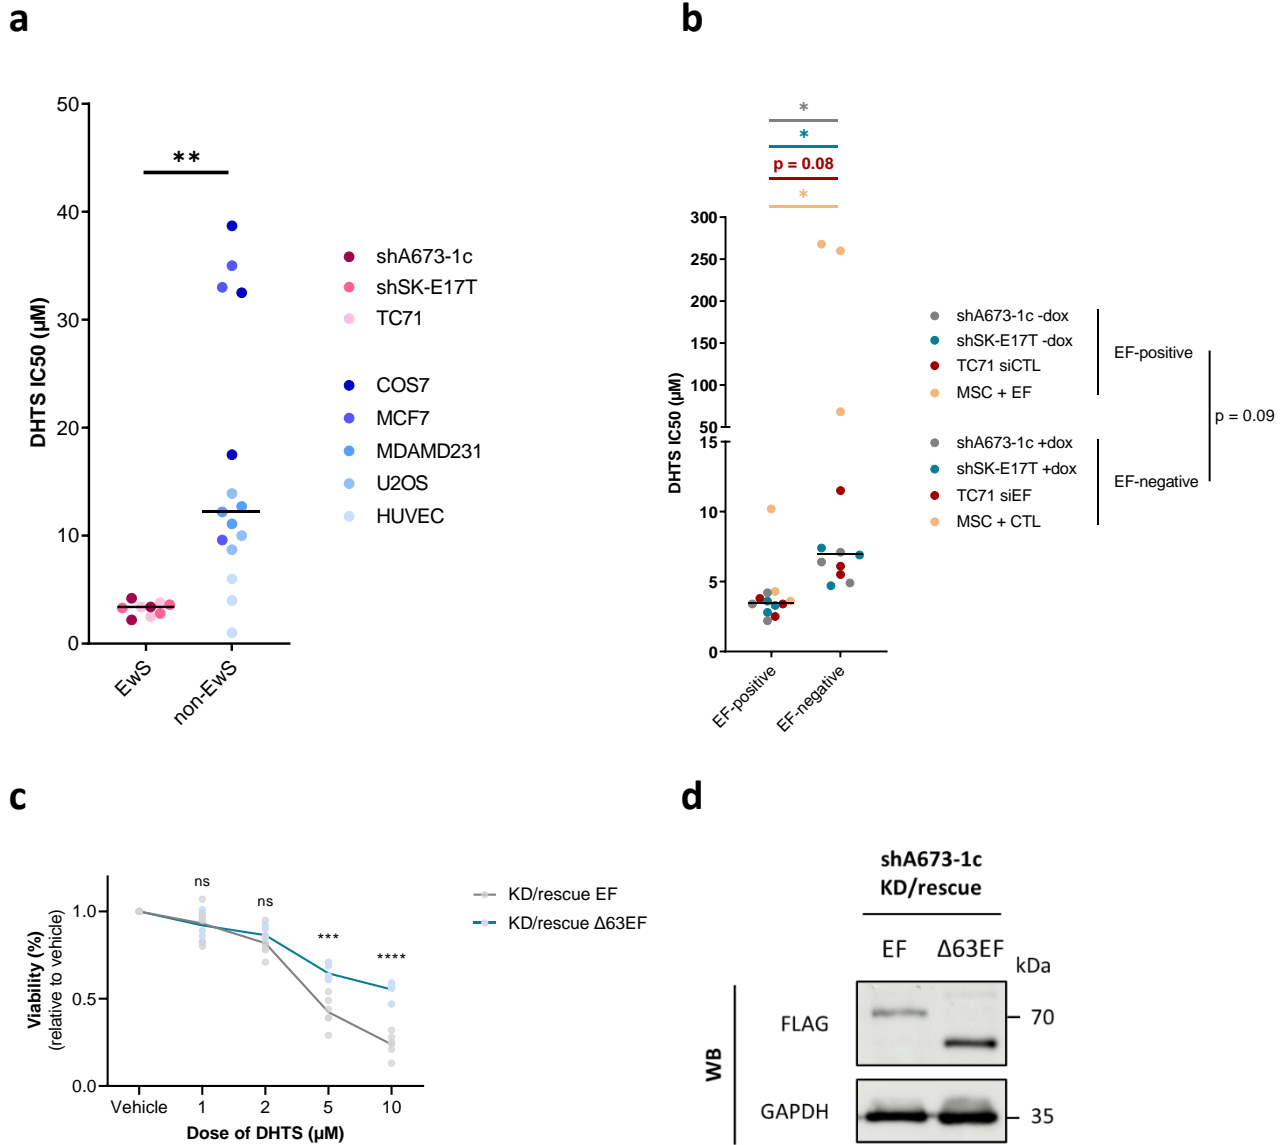 a
50
40
30
20
10
0
DHTS IC50 (µM)
**
EwS
non-EwS
shA673-1c
shSK-E17T
TC71
COS7
MCF7
MDAMD231
U2OS
HUVEC
b
*
*
p = 0.08
*
300
250
200
150
100
50
15
10
5
0
DHTS IC50 (µM)
EF-positive
EF-negative
shA673-1c -dox
shSK-E17T -dox
TC71 siCTL
MSC + EF
EF-positive
shA673-1c +dox
shSK-E17T +dox
TC71 siEF
MSC + CTL
EF-negative
p = 0.09
c
Viability (%)
(relative to vehicle)
1.0
0.5
0.0
ns
ns
***
****
Vehicle 1 2 5 10
Dose of DHTS (µM)
KD/rescue EF
KD/rescue Δ63EF
d
shA673-1c
KD/rescue
EF Δ63EF
kDa
WB
FLAG
70
GAPDH
35